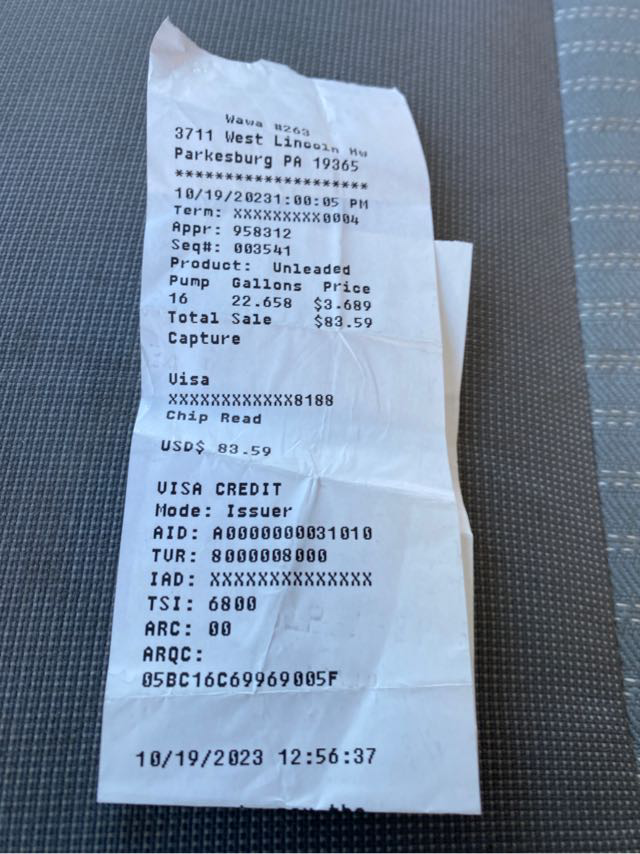 Wawa #263
3711 West Lincoln Hw
Parkesburg PA 19365
********************
10/19/20231:00:05 PM
Term: XXXXXXXXX0004
Appr: 958312
Seq#: 003541
Product: Unleaded
Pump Gallons Price
16 22.658 $3.689
Total Sale $83.59
Capture
Visa
XXXXXXXXXXXX8188
Chip Read
USD$ 83.59
VISA CREDIT
Mode: Issuer
AID: A0000000031010
TVR: 8000008000
IAD: XXXXXXXXXXXXXX
TSI: 6800
ARC: 00
ARQC:
05BC16C69969005F
10/19/2023 12:56:37